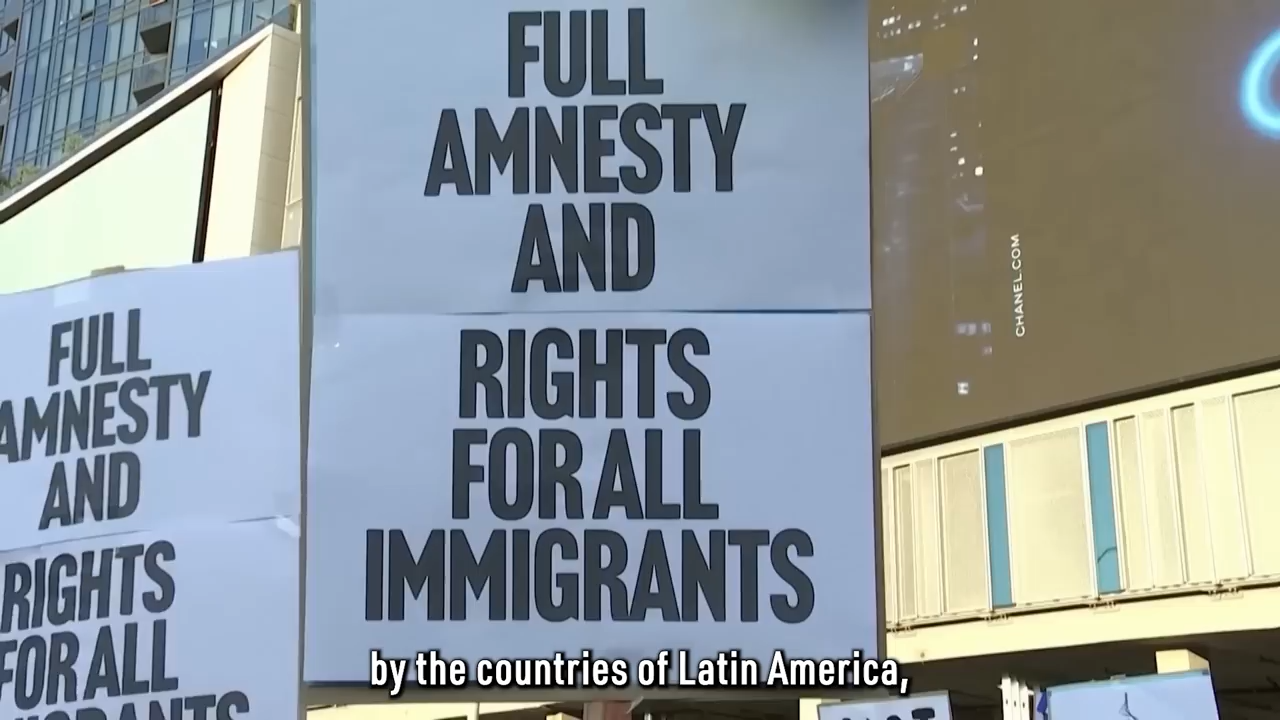 FULL
AMNESTY
AND
RIGHTS
FOR ALL
IMMIGRANTS
FULL
AMNESTY
AND
RIGHTS
FOR ALL
CHANEL.COM
by the countries of Latin America,